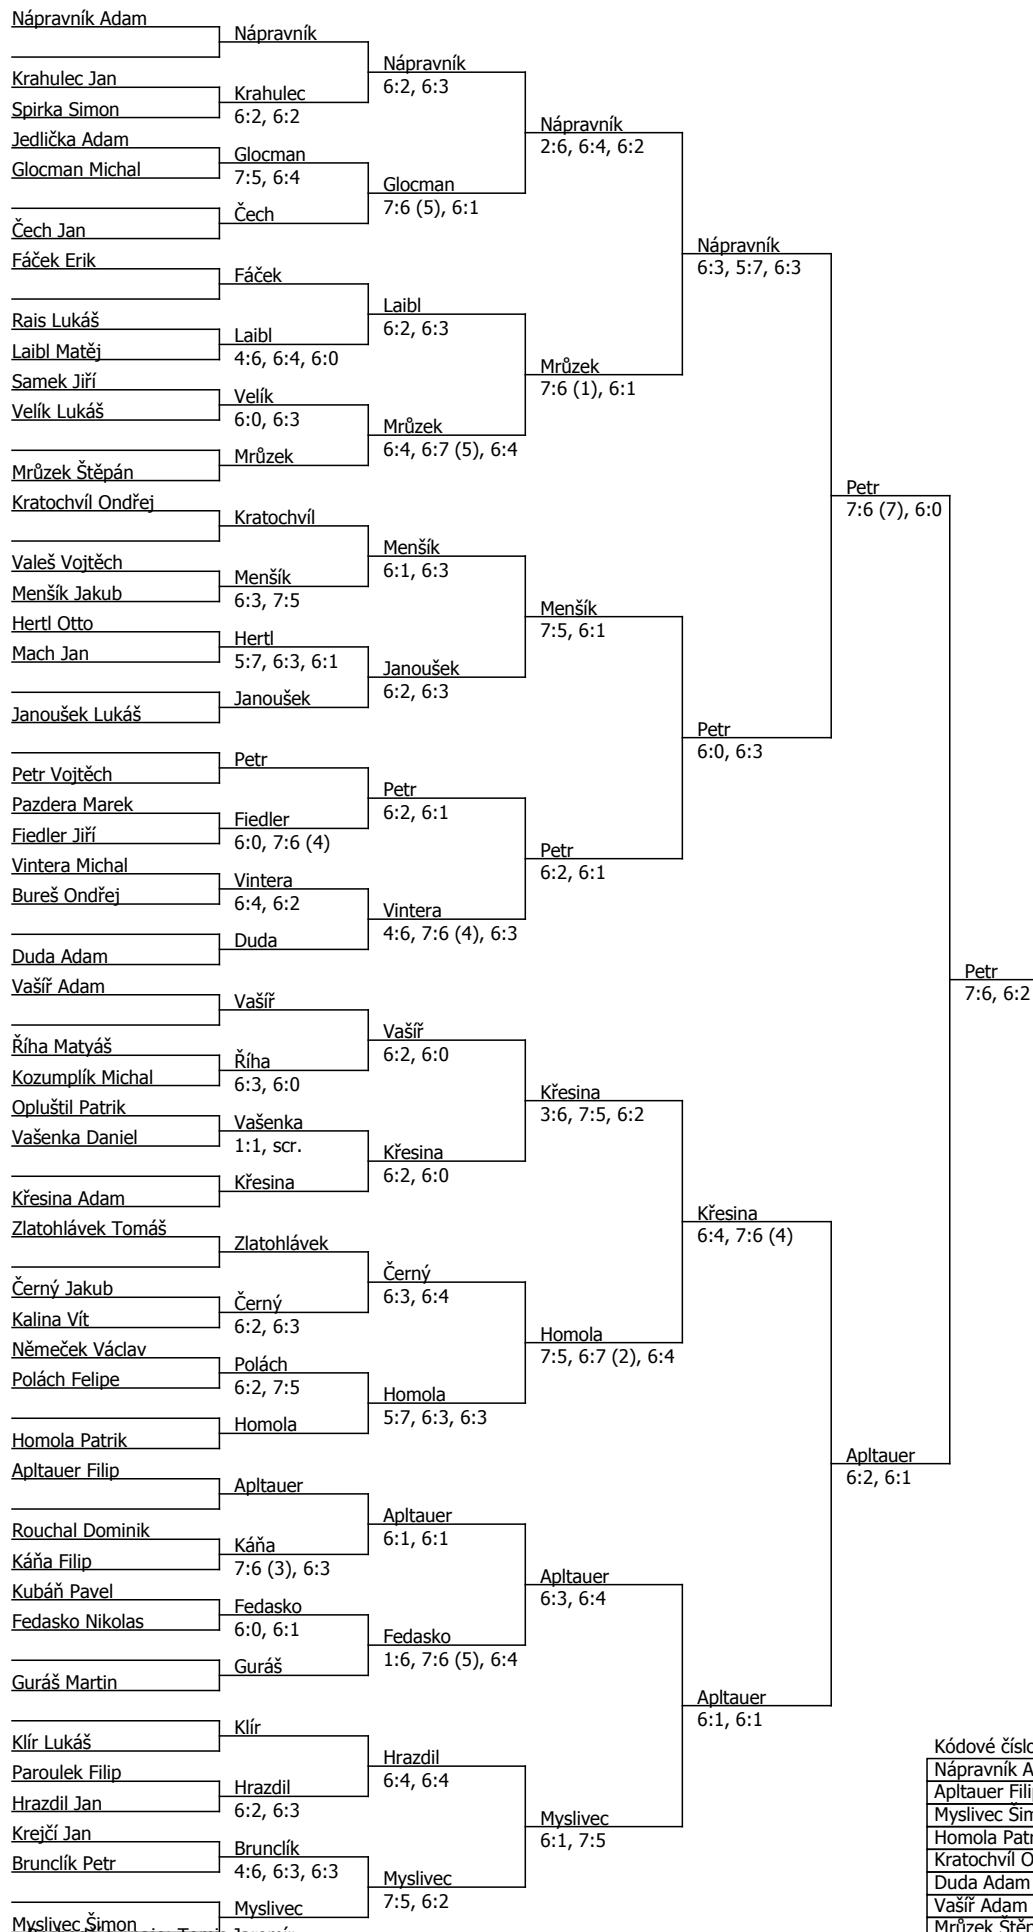 Nápravník Adam
Krahulec Jan
Spirka Simon
Jedlička Adam
Glocman Michal
Čech Jan
Fáček Erik
Rais Lukáš
Laibl Matěj
Samek Jiří
Velík Lukáš
Mrůzek Štěpán
Kratochvíl Ondřej
Valeš Vojtěch
Menšík Jakub
Hertl Otto
Mach Jan
Janoušek Lukáš
Petr Vojtěch
Pazdera Marek
Fiedler Jiří
Vintera Michal
Bureš Ondřej
Duda Adam
Vašíř Adam
Říha Matyáš
Kozumplík Michal
Opluštil Patrik
Vašenka Daniel
Křesina Adam
Zlatohlávek Tomáš
Černý Jakub
Kalina Vít
Němeček Václav
Polách Felipe
Homola Patrik
Apltauer Filip
Rouchal Dominik
Káňa Filip
Kubáň Pavel
Fedasko Nikolas
Guráš Martin
Klír Lukáš
Paroulek Filip
Hrazdil Jan
Krejčí Jan
Brunclík Petr
Myslivec Šimon
Nápravník
Krahulec
6:2, 6:2
Glocman
7:5, 6:4
Čech
Fáček
Laibl
4:6, 6:4, 6:0
Velík
6:0, 6:3
Mrůzek
Kratochvíl
Menšík
6:3, 7:5
Hertl
5:7, 6:3, 6:1
Janoušek
Petr
Fiedler
6:0, 7:6 (4)
Vintera
6:4, 6:2
Duda
Vašíř
Říha
6:3, 6:0
Vašenka
1:1, scr.
Křesina
Zlatohlávek
Černý
6:2, 6:3
Polách
6:2, 7:5
Homola
Apltauer
Káňa
7:6 (3), 6:3
Fedasko
6:0, 6:1
Guráš
Klír
Hrazdil
6:2, 6:3
Brunclík
4:6, 6:3, 6:3
Myslivec
Nápravník
6:2, 6:3
Glocman
7:6 (5), 6:1
Laibl
6:2, 6:3
Mrůzek
6:4, 6:7 (5), 6:4
Menšík
6:1, 6:3
Janoušek
6:2, 6:3
Petr
6:2, 6:1
Vintera
4:6, 7:6 (4), 6:3
Vašíř
6:2, 6:0
Křesina
6:2, 6:0
Černý
6:3, 6:4
Homola
5:7, 6:3, 6:3
Apltauer
6:1, 6:1
Fedasko
1:6, 7:6 (5), 6:4
Hrazdil
6:4, 6:4
Myslivec
7:5, 6:2
Nápravník
2:6, 6:4, 6:2
Mrůzek
7:6 (1), 6:1
Menšík
7:5, 6:1
Petr
6:2, 6:1
Křesina
3:6, 7:5, 6:2
Homola
7:5, 6:7 (2), 6:4
Apltauer
6:3, 6:4
Myslivec
6:1, 7:5
Nápravník
6:3, 5:7, 6:3
Petr
6:0, 6:3
Křesina
6:4, 7:6 (4)
Apltauer
6:1, 6:1
Petr
7:6 (7), 6:0
Apltauer
6:2, 6:1
Petr
7:6, 6:2
Kódové číslo
Nápravník A
Apltauer Fili
Myslivec Šim
Homola Patr
Kratochvíl O
Duda Adam
Vašíř Adam
Mrůzek Štěp